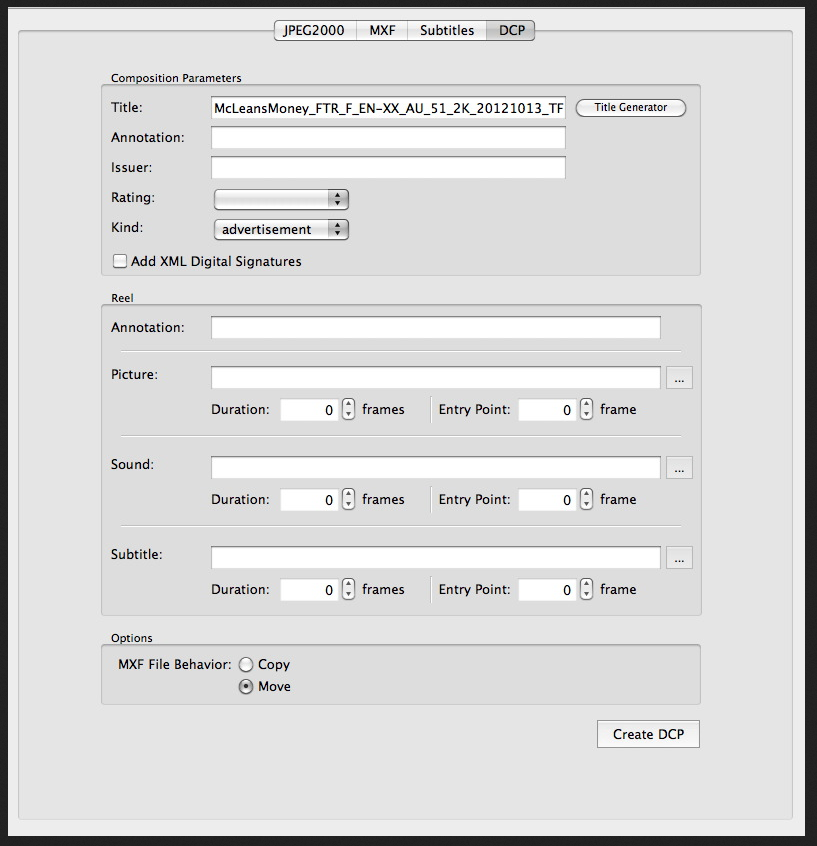 JPEG2000 MXF Subtitles DCP
Composition Parameters
Title: McLeansMoney_FTR_F_EN-XX_AU_51_2K_20121013_TF Title Generator
Annotation:
Issuer:
Rating:
Kind: advertisement
Add XML Digital Signatures
Reel
Annotation:
Picture: ...
Duration: 0 frames Entry Point: 0 frame
Sound: ...
Duration: 0 frames Entry Point: 0 frame
Subtitle: ...
Duration: 0 frames Entry Point: 0 frame
Options
MXF File Behavior: Copy
Move
Create DCP